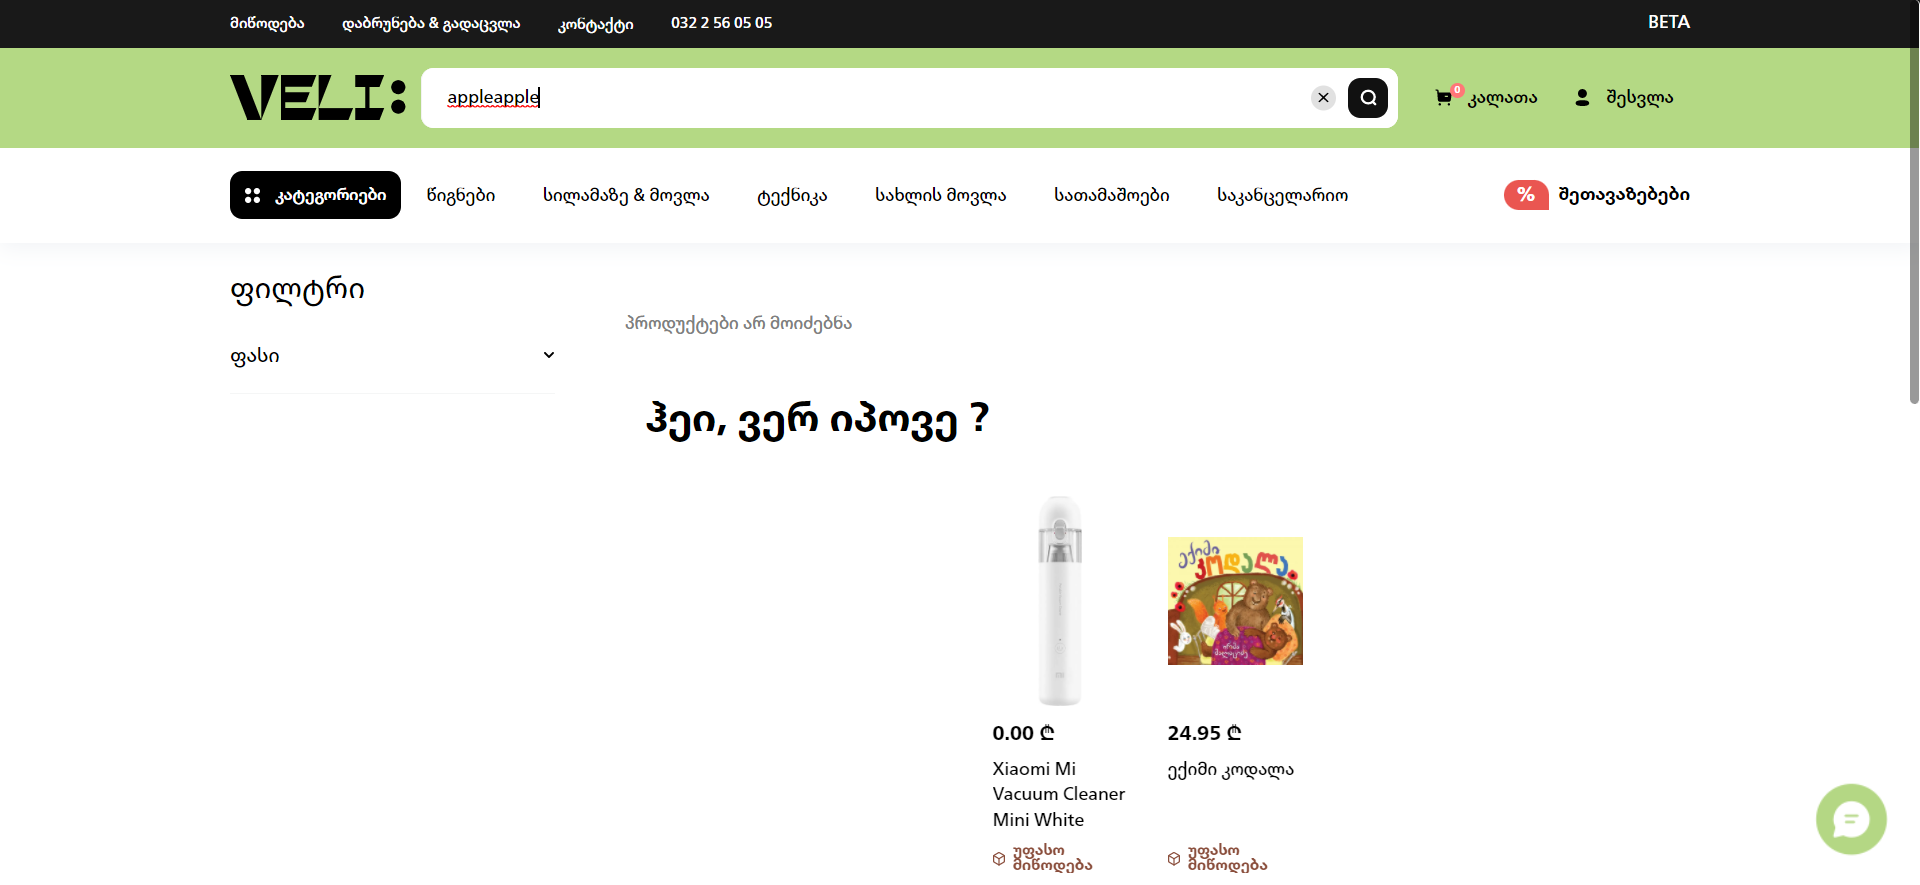 მიწოდება დაბრუნება & გადაცვლა კონტაქტი 032 2 56 05 05 BETA
VELI: appleapple 0 კალათა შესვლა
კატეგორიები წიგნები სილამაზე & მოვლა ტექნიკა სახლის მოვლა სათამაშოები საკანცელარიო % შეთავაზებები
ფილტრი
პროდუქტები არ მოიძებნა
ფასი
ჰეი, ვერ იპოვე ?
ექიმი
კოდალა
0.00 ₾ 24.95 ₾
Xiaomi Mi ექიმი კოდალა
Vacuum Cleaner
Mini White
უფასო უფასო
მიწოდება მიწოდება